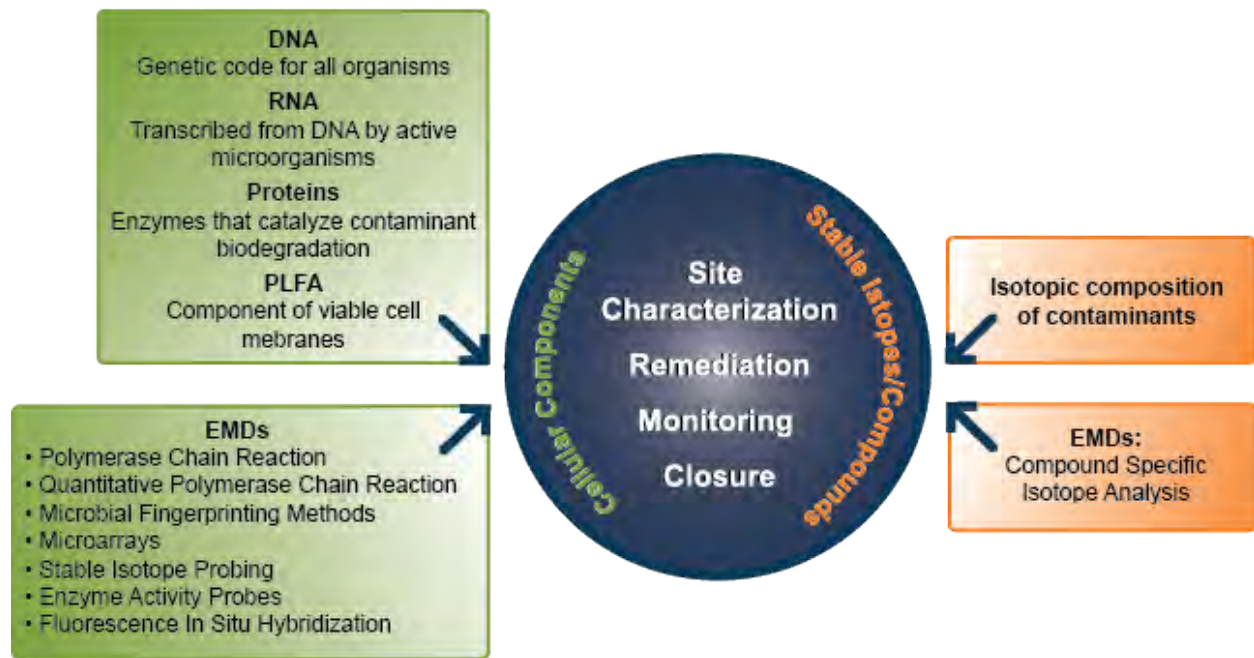 DNA
Genetic code for all organisms
RNA
Transcribed from DNA by active
microorganisms
Proteins
Enzymes that catalyze contaminant
biodegradation
PLFA
Component of viable cell
mebranes
EMDs
• Polymerase Chain Reaction
• Quantitative Polymerase Chain Reaction
• Microbial Fingerprinting Methods
• Microarrays
• Stable Isotope Probing
• Enzyme Activity Probes
• Fluorescence In Situ Hybridization
Cellular Components
Site
Characterization
Remediation
Monitoring
Closure
Stable Istopes/Compounds
Isotopic composition
of contaminants
EMDs:
Compound Specific
Isotope Analysis